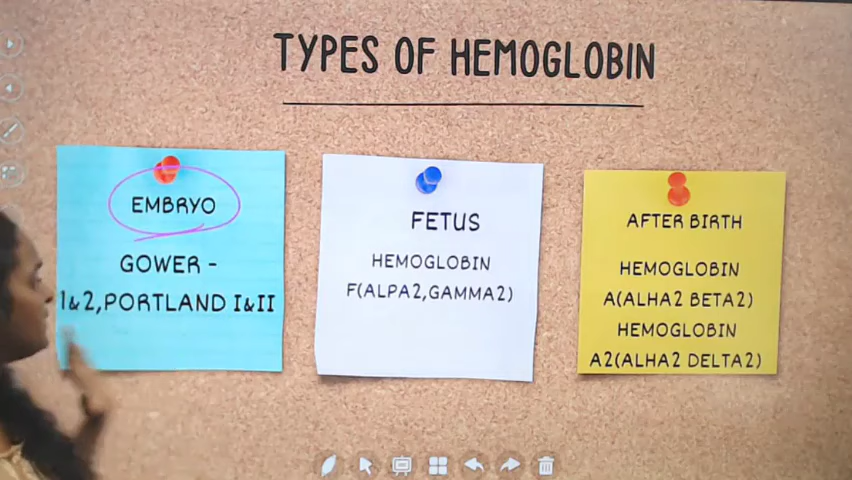 TYPES OF HEMOGLOBIN
EMBRYO
GOWER -
1&2,PORTLAND I&II
FETUS
HEMOGLOBIN
F(ALPA2,GAMMA2)
AFTER BIRTH
HEMOGLOBIN
A(ALHA2 BETA2)
HEMOGLOBIN
A2(ALHA2 DELTA2)